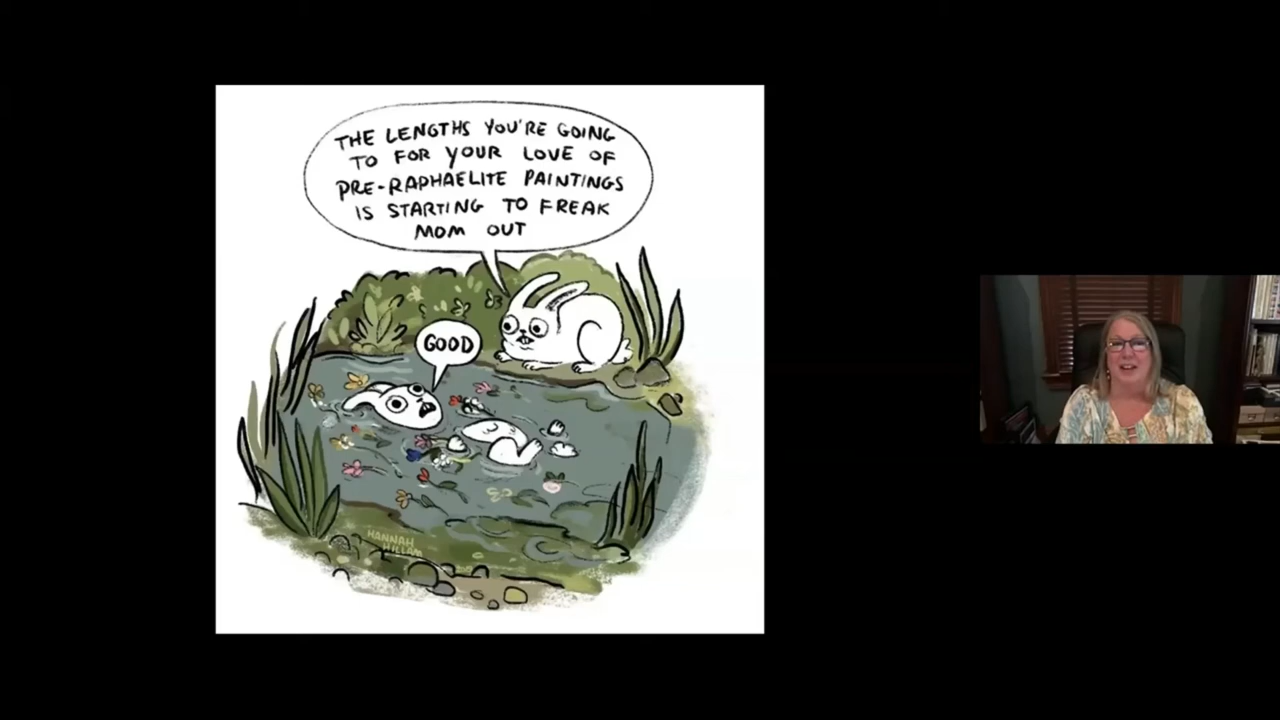 THE LENGTHS YOU'RE GOING
TO FOR YOUR LOVE OF
PRE-RAPHAELITE PAINTINGS
IS STARTING TO FREAK
MOM OUT
GOOD
HANNAH
HILLAM